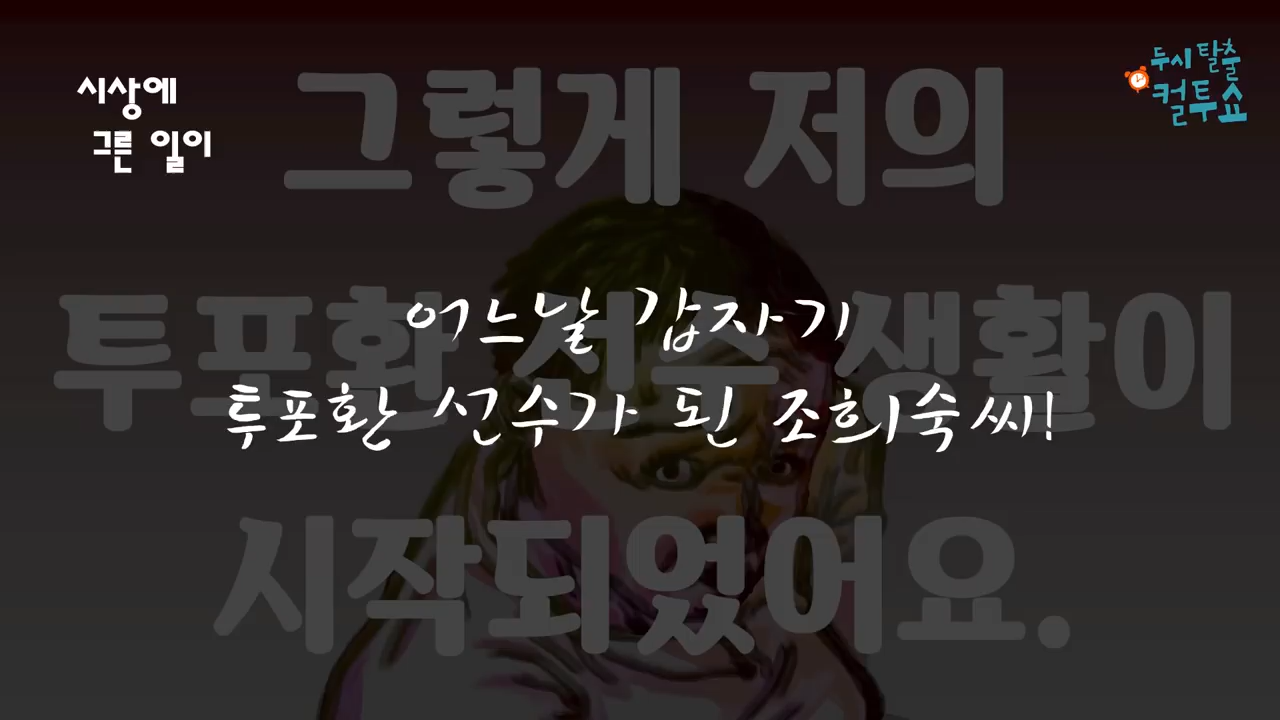 시상에
그른 일이
두시 탈출
컬투쇼
그렇게 저의
투포환 선수 생활이
시작되었어요.
어느날 갑자기
투포환 선수가 된 조희숙씨!